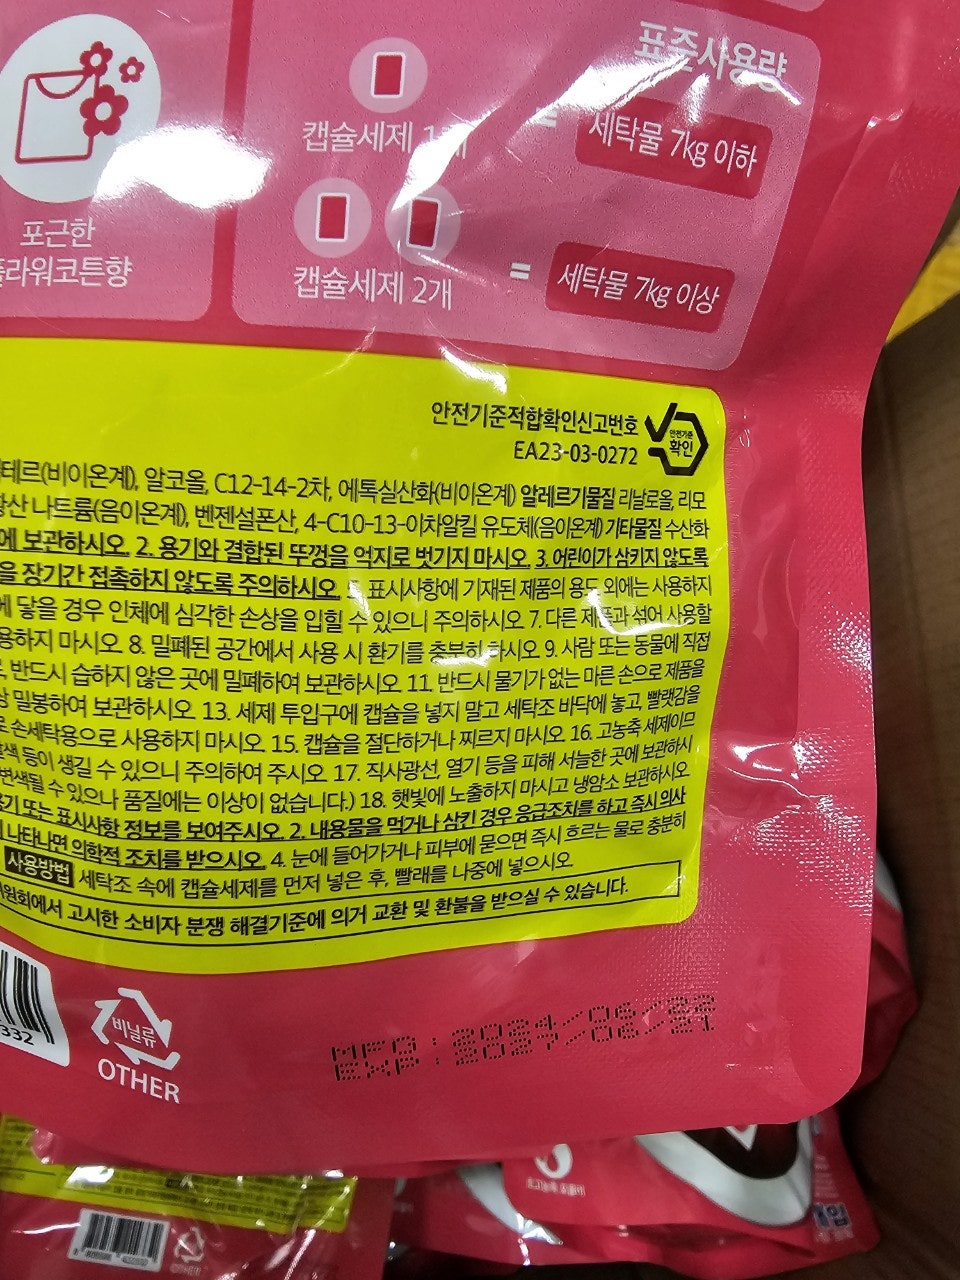 표준사용량
캡슐세제
= 세탁물 7kg 이하
포근한
플라워코튼향
캡슐세제 2개 = 세탁물 7kg 이상
안전기준적합확인신고번호
EA23-03-0272
안전기준
확인
(비이온계), 알코올, C12-14-2차, 에톡실산화(비이온계) 알레르기물질 리날로올, 리모
나트륨(음이온계), 벤젠설폰산, 4-C10-13-이차알킬 유도체(음이온계) 기타물질 수산화
에 보관하시오. 2. 용기와 결합된 뚜껑을 억지로 벗기지 마시오. 3. 어린이가 삼키지 않도록
을 장기간 접촉하지 않도록 주의하시오. 표시사항에 기재된 제품의 용도 외에는 사용하지
에 닿을 경우 인체에 심각한 손상을 입힐 수 있으니 주의하시오 7. 다른 제품과 섞어 사용할
용하지 마시오 8. 밀폐된 공간에서 사용 시 환기를 충분히 하시오 9. 사람 또는 동물에 직접
반드시 습하지 않은 곳에 밀폐하여 보관하시오 11. 반드시 물기가 없는 마른 손으로 제품을
상 밀봉하여 보관하시오 13. 세제 투입구에 캡슐을 넣지 말고 세탁조 바닥에 놓고, 빨랫감을
로 손세탁용으로 사용하지 마시오 15. 캡슐을 절단하거나 찌르지 마시오 16. 고농축 세제이므
색 등이 생길 수 있으니 주의하여 주시오 17. 직사광선, 열기 등을 피해 서늘한 곳에 보관하시
변색될 수 있으나 품질에는 이상이 없습니다.) 18. 햇빛에 노출하지 마시고 냉암소 보관하시오
용기 또는 표시사항 정보를 보여주시오. 2. 내용물을 먹거나 삼킨 경우 응급조치를 하고 즉시 의사
나타나면 의학적 조치를 받으시오. 4. 눈에 들어가거나 피부에 묻으면 즉시 흐르는 물로 충분히
사용방법 세탁조 속에 캡슐세제를 먼저 넣은 후, 빨래를 나중에 넣으시오.
위원회에서 고시한 소비자 분쟁 해결기준에 의거 교환 및 환불을 받으실 수 있습니다.
332
비닐류
OTHER
OTHER